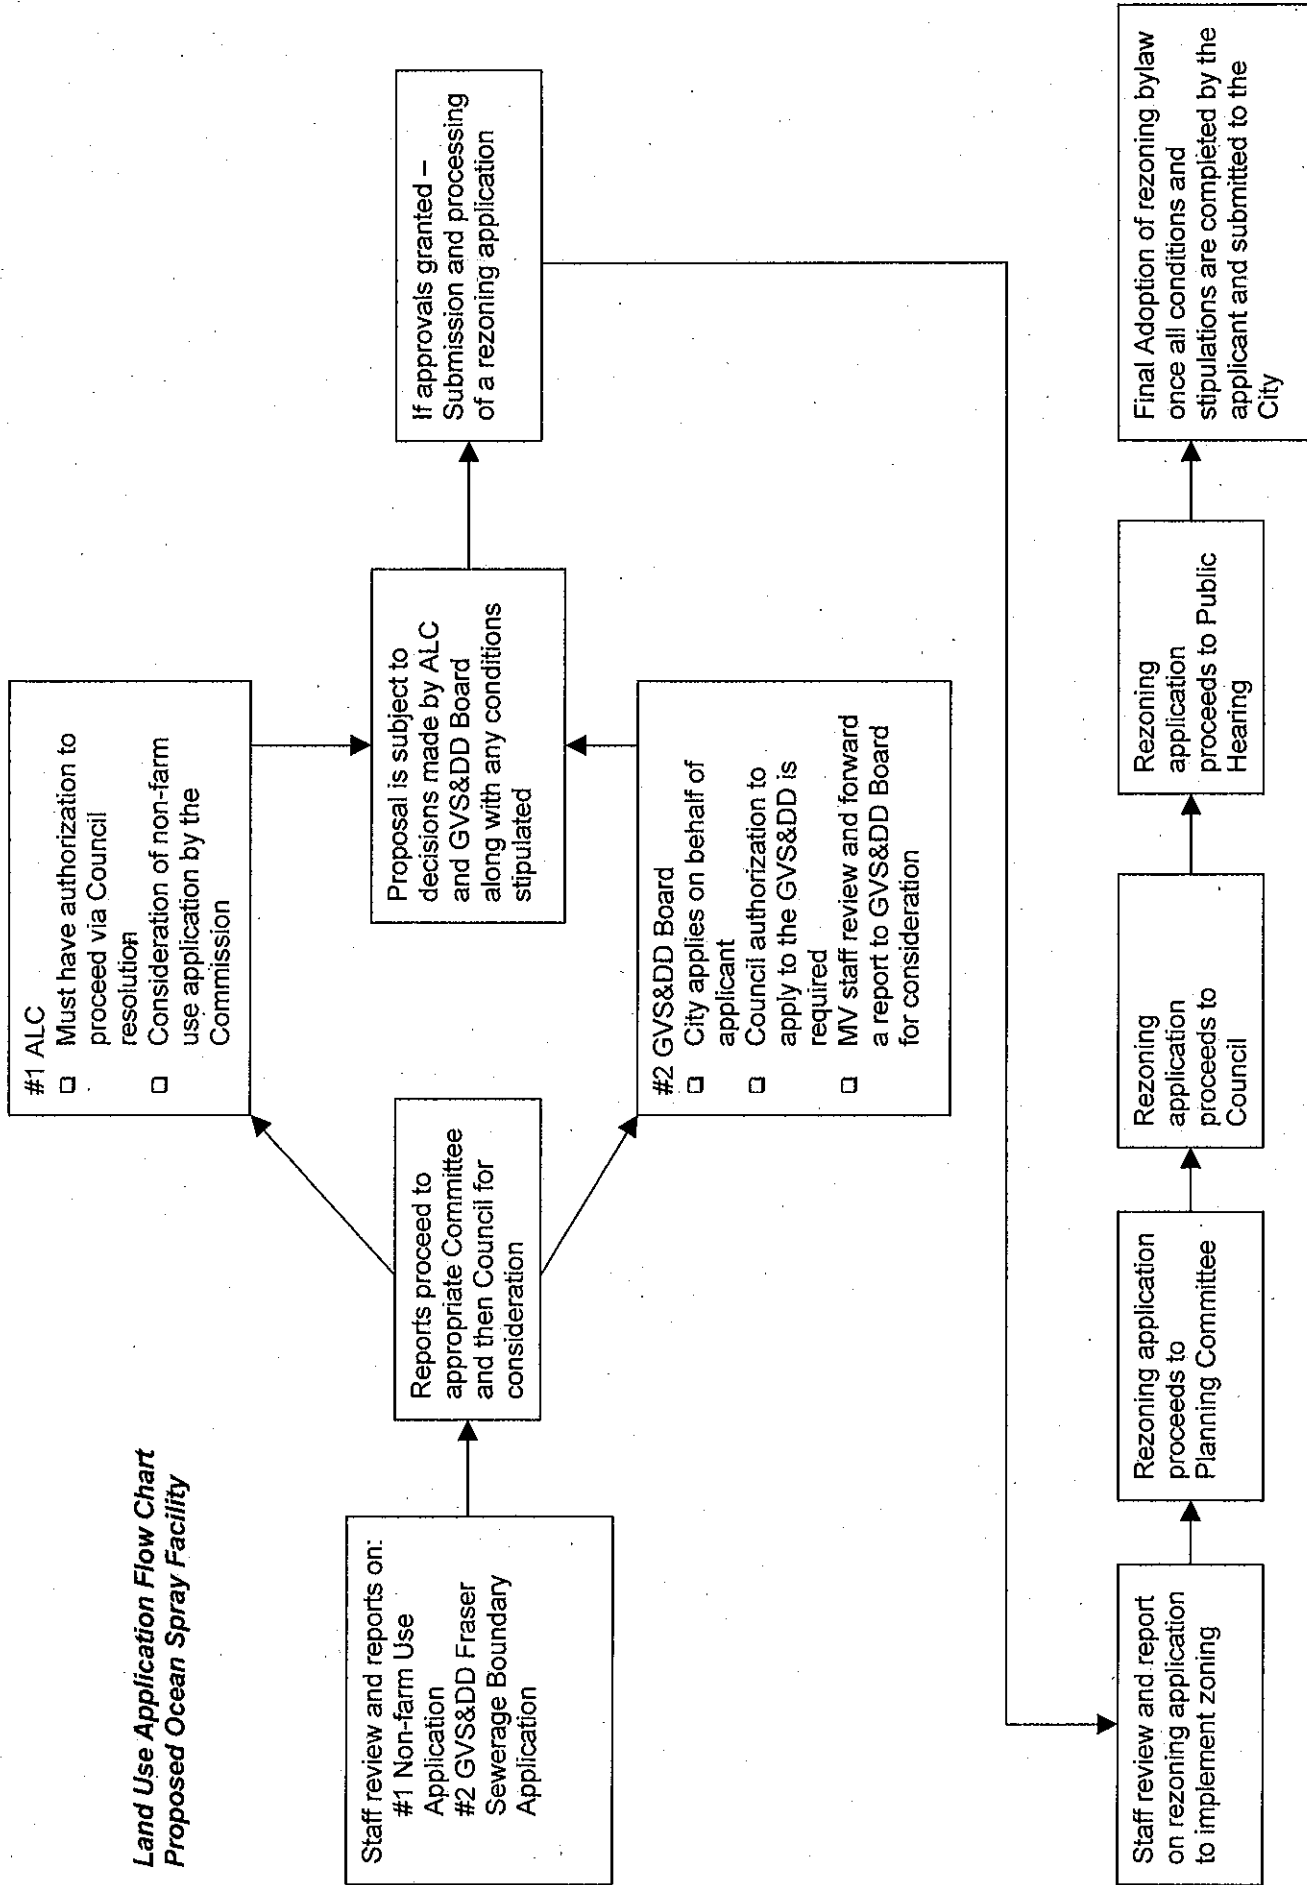 Land Use Application Flow Chart
Proposed Ocean Spray Facility
Staff review and reports on:
#1 Non-farm Use
Application
#2 GVS&DD Fraser
Sewerage Boundary
Application
Reports proceed to
appropriate Committee
and then Council for
consideration
#1 ALC
❑ Must have authorization to
proceed via Council
resolution
❑ Consideration of non-farm
use application by the
Commission
#2 GVS&DD Board
❑ City applies on behalf of
applicant
❑ Council authorization to
apply to the GVS&DD is
required
❑ MV staff review and forward
a report to GVS&DD Board
for consideration
Proposal is subject to
decisions made by ALC
and GVS&DD Board
along with any conditions
stipulated
If approvals granted –
Submission and processing
of a rezoning application
Staff review and report
on rezoning application
to implement zoning
Rezoning application
proceeds to
Planning Committee
Rezoning
application
proceeds to
Council
Rezoning
application
proceeds to Public
Hearing
Final Adoption of rezoning bylaw
once all conditions and
stipulations are completed by the
applicant and submitted to the
City